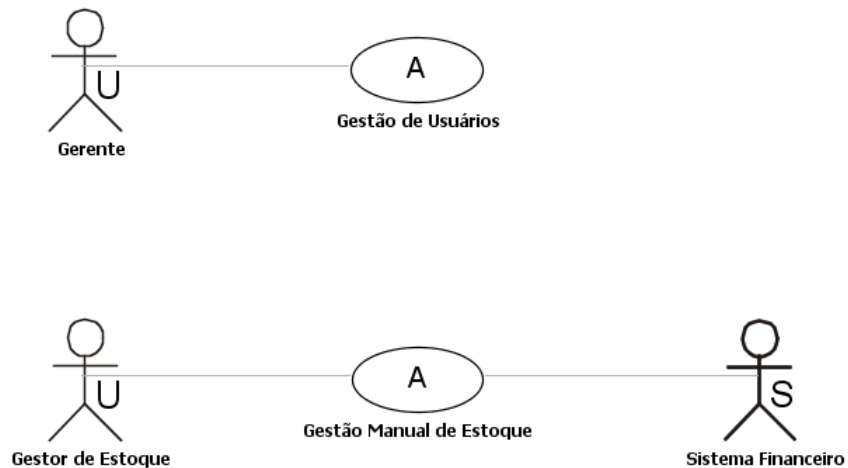 A
U
Gestão de Usuários
Gerente
A
U
S
Gestão Manual de Estoque
Gestor de Estoque
Sistema Financeiro